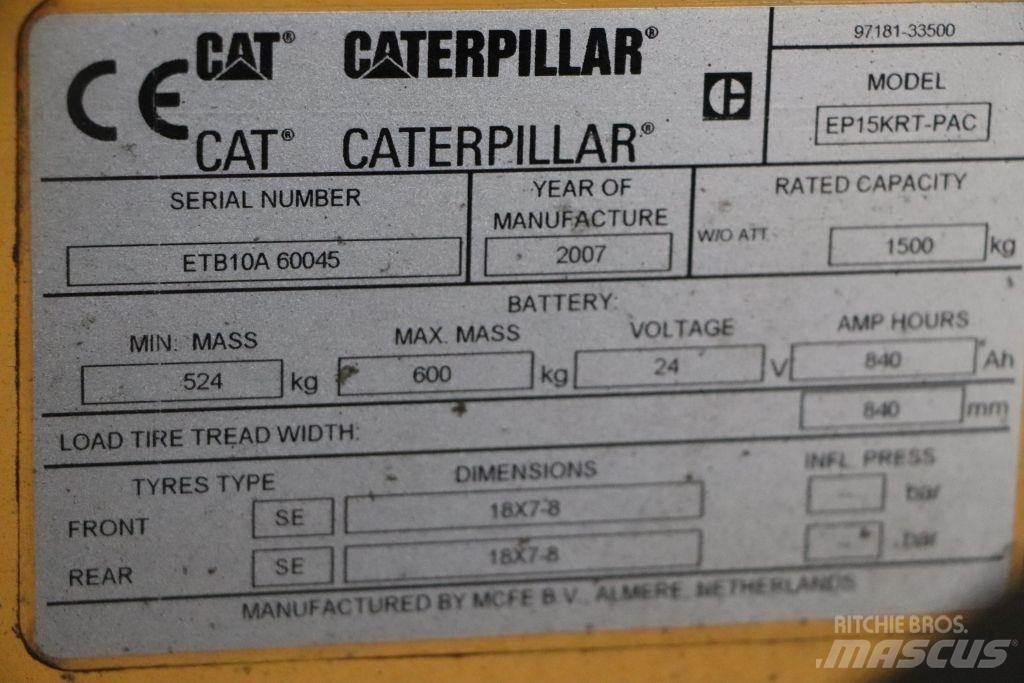 CE CAT® CATERPILLAR®
CAT® CATERPILLAR®
97181-33500
MODEL
EP15KRT-PAC
SERIAL NUMBER
ETB10A 60045
YEAR OF
MANUFACTURE
2007
RATED CAPACITY
W/O ATT. 1500 kg
BATTERY:
MIN. MASS MAX. MASS VOLTAGE AMP HOURS
524 kg 600 kg 24 V 840 Ah
LOAD TIRE TREAD WIDTH: 840 mm
TYRES TYPE DIMENSIONS INFL. PRESS
FRONT SE 18X7-8 - bar
REAR SE 18X7-8 - bar
MANUFACTURED BY MCFE B.V., ALMERE, NETHERLANDS
RITCHIE BROS.
MASCUS